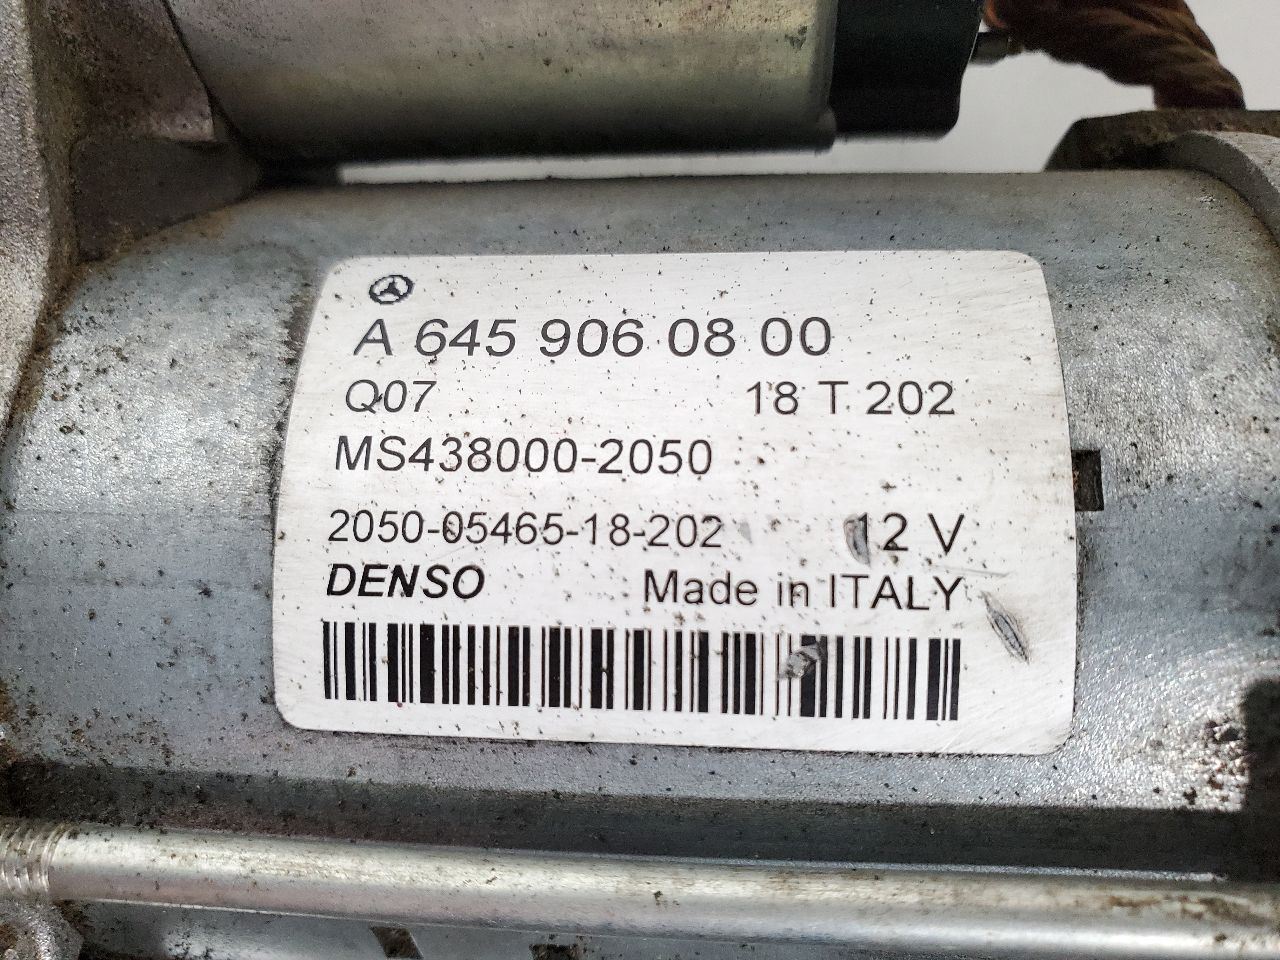 A 645 906 08 00
Q07 18 T 202
MS438000-2050
2050-05465-18-202 12 V
DENSO Made in ITALY